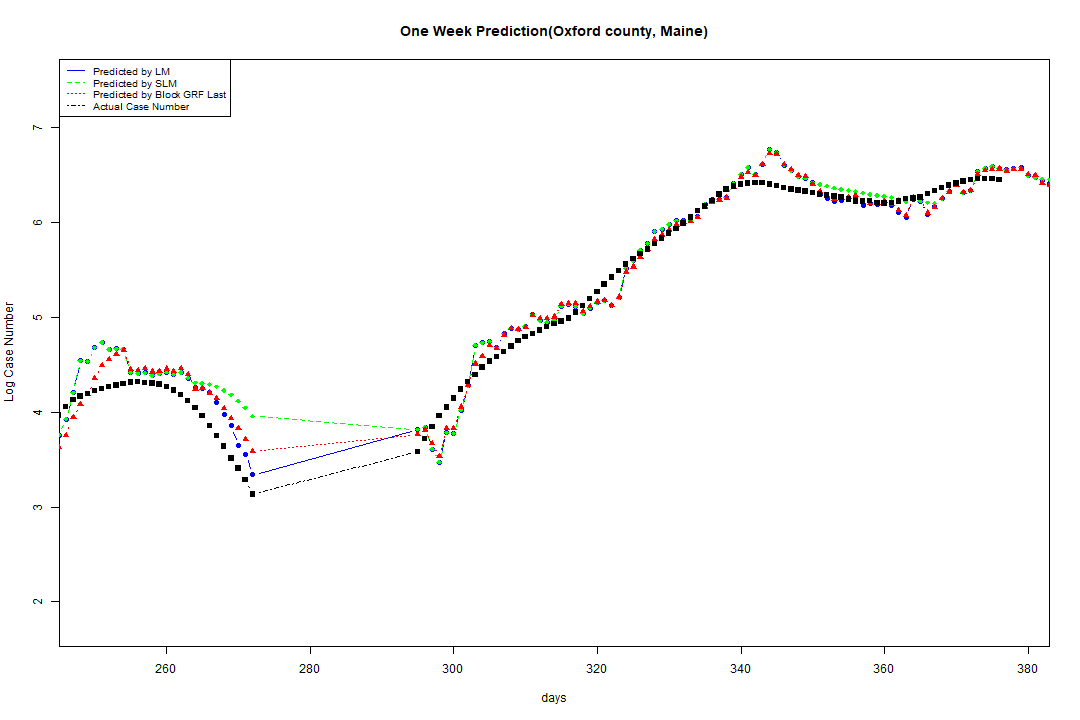 One Week Prediction(Oxford county, Maine)
Predicted by LM
Predicted by SLM
Predicted by Block GRF Last
Actual Case Number
7
6
5
4
3
2
Log Case Number
260 280 300 320 340 360 380
days